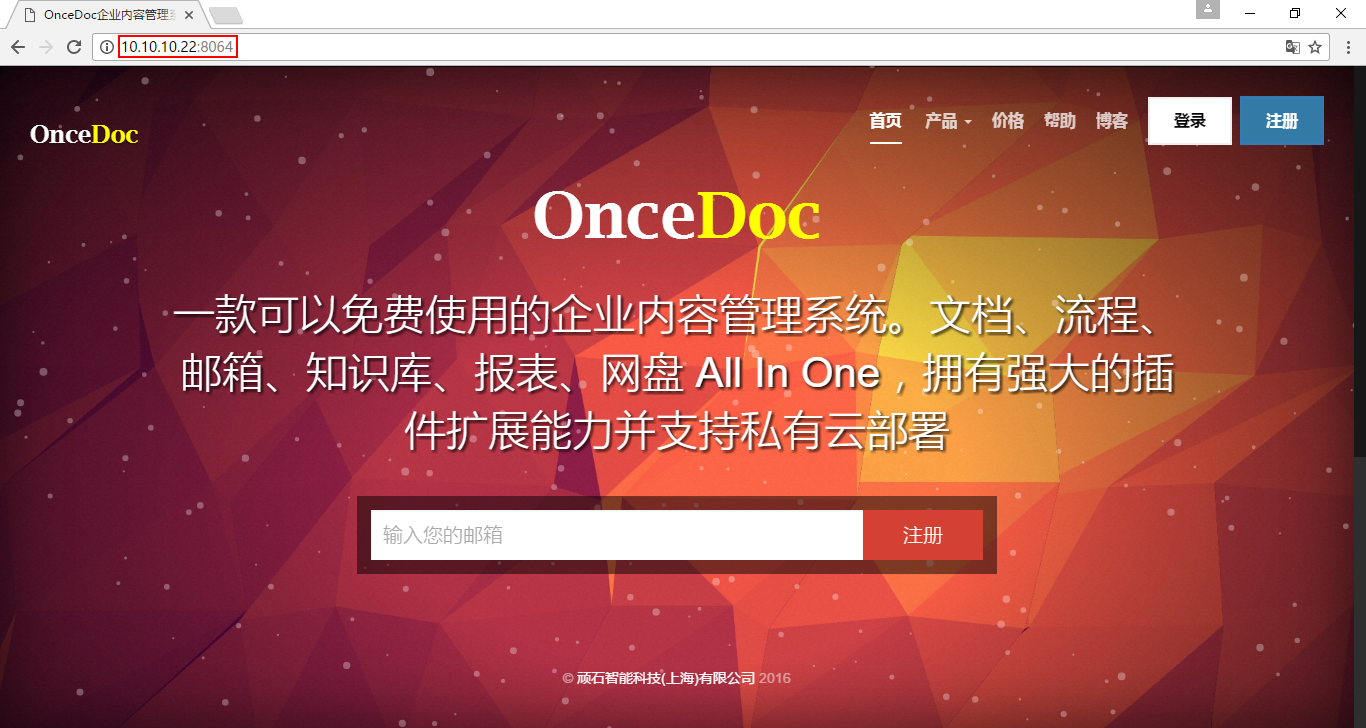 OnceDoc企业内容管理系
10.10.10.22:8064
OnceDoc
首页 产品 价格 帮助 博客 登录 注册
OnceDoc
一款可以免费使用的企业内容管理系统。文档、流程、
邮箱、知识库、报表、网盘 All In One，拥有强大的插
件扩展能力并支持私有云部署
输入您的邮箱 注册
© 顽石智能科技(上海)有限公司 2016